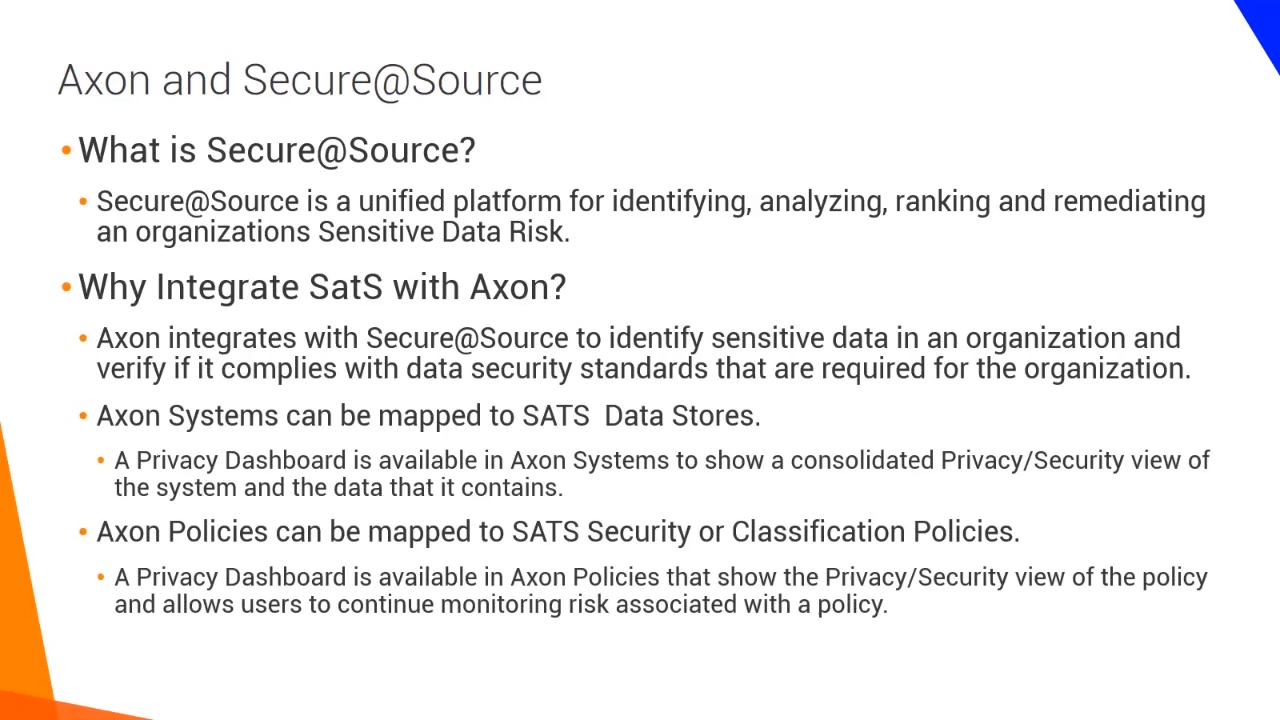 Axon and Secure@Source
• What is Secure@Source?
• Secure@Source is a unified platform for identifying, analyzing, ranking and remediating
an organizations Sensitive Data Risk.
• Why Integrate SatS with Axon?
• Axon integrates with Secure@Source to identify sensitive data in an organization and
verify if it complies with data security standards that are required for the organization.
• Axon Systems can be mapped to SATS  Data Stores.
• A Privacy Dashboard is available in Axon Systems to show a consolidated Privacy/Security view of
the system and the data that it contains.
• Axon Policies can be mapped to SATS Security or Classification Policies.
• A Privacy Dashboard is available in Axon Policies that show the Privacy/Security view of the policy
and allows users to continue monitoring risk associated with a policy.